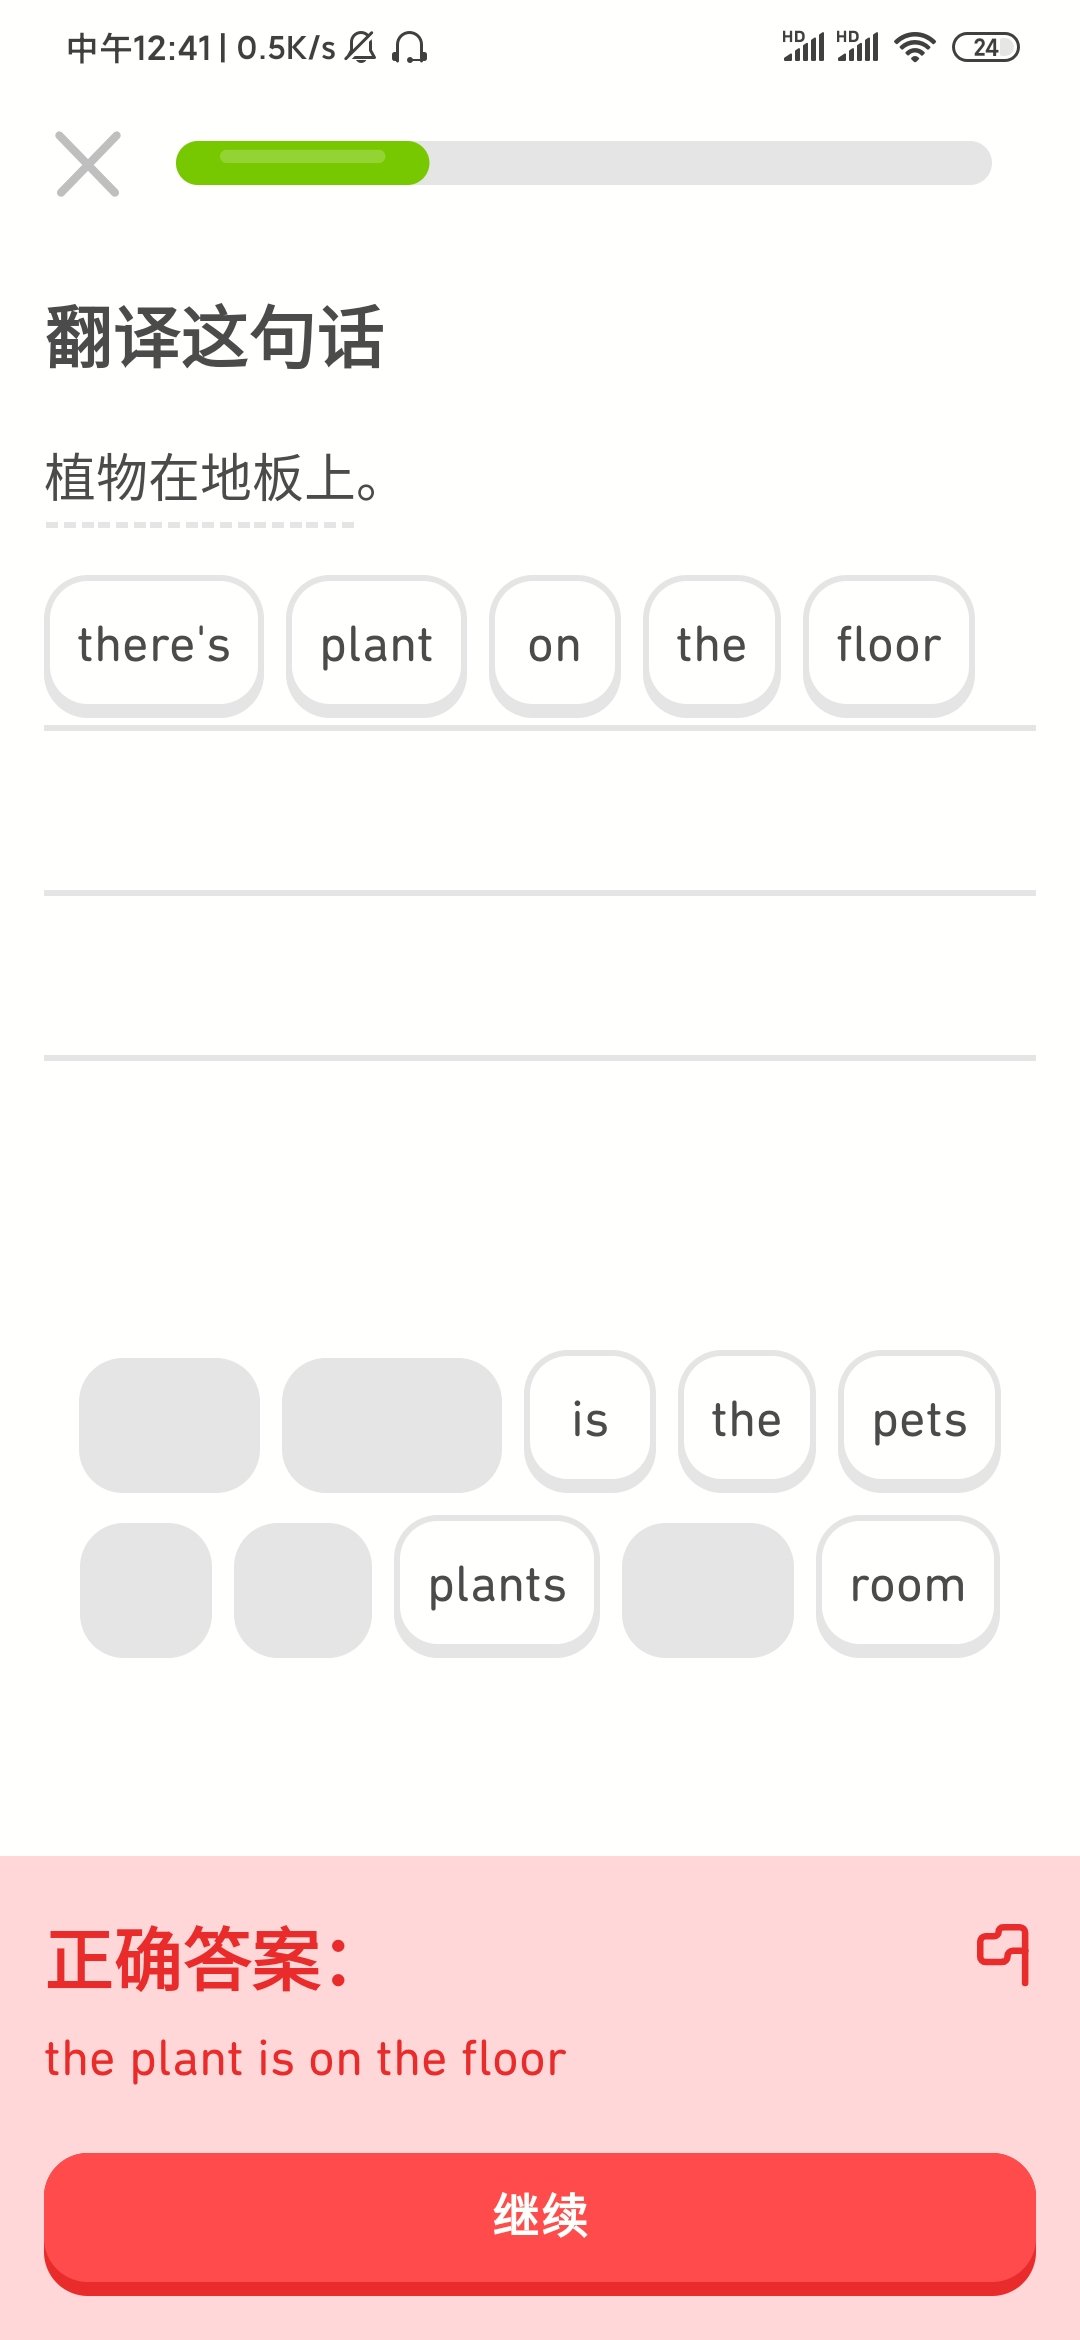 中午12:41 | 0.5K/s HD HD 24
翻译这句话
植物在地板上。
there's plant on the floor
is the pets
plants room
正确答案：
the plant is on the floor
继续